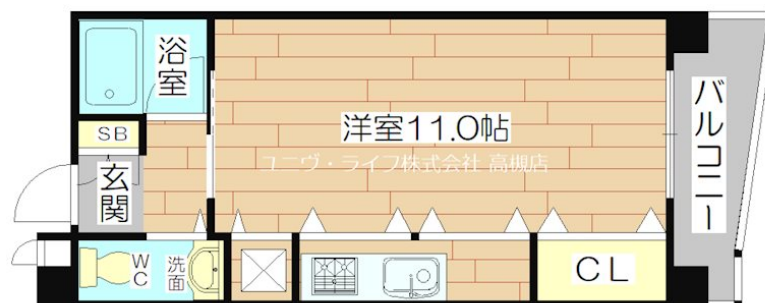 浴室
SB
玄関
WC
洗面
洋室11.0帖
ユニヴ・ライフ株式会社 高槻店
CL
バルコニー